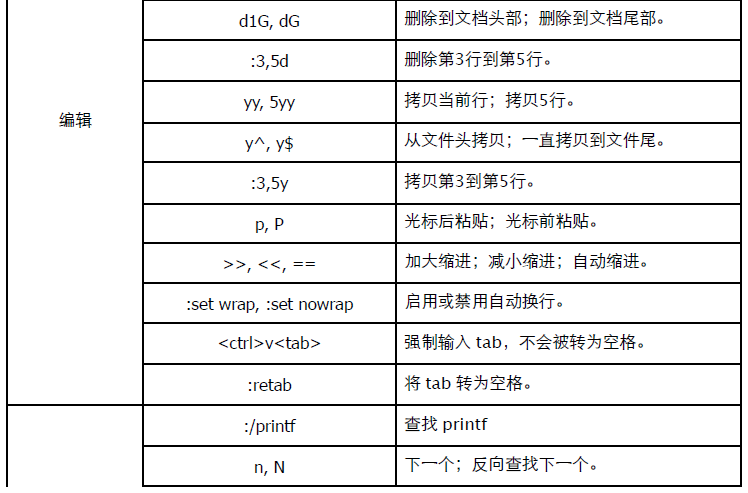 d1G, dG 删除到文档头部；删除到文档尾部。
:3,5d 删除第3行到第5行。
yy, 5yy 拷贝当前行；拷贝5行。
编辑
y^, y$ 从文件头拷贝；一直拷贝到文件尾。
:3,5y 拷贝第3到第5行。
p, P 光标后粘贴；光标前粘贴。
>>, <<, == 加大缩进；减小缩进；自动缩进。
:set wrap, :set nowrap 启用或禁用自动换行。
<ctrl>v<tab> 强制输入 tab，不会被转为空格。
:retab 将 tab 转为空格。
:/printf 查找 printf
n, N 下一个；反向查找下一个。